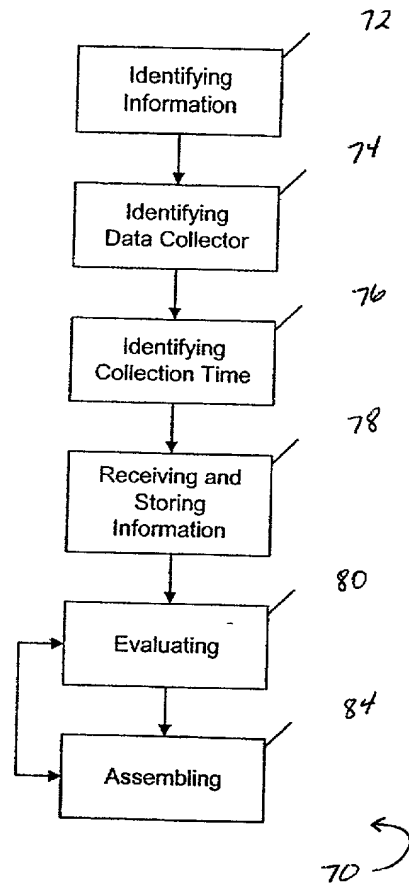 72
Identifying
Information
74
Identifying
Data Collector
76
Identifying
Collection Time
78
Receiving and
Storing
Information
80
Evaluating
84
Assembling
70